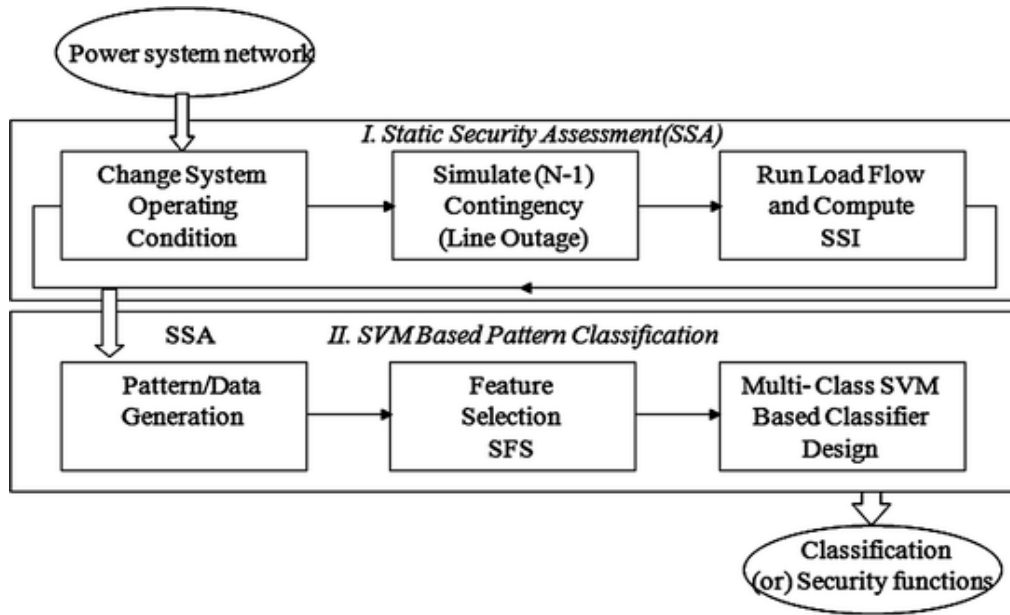 Power system network
I. Static Security Assessment(SSA)
Change System
Operating
Condition
Simulate (N-1)
Contingency
(Line Outage)
Run Load Flow
and Compute
SSI
SSA
II. SVM Based Pattern Classification
Pattern/Data
Generation
Feature
Selection
SFS
Multi- Class SVM
Based Classifier
Design
Classification
(or) Security functions